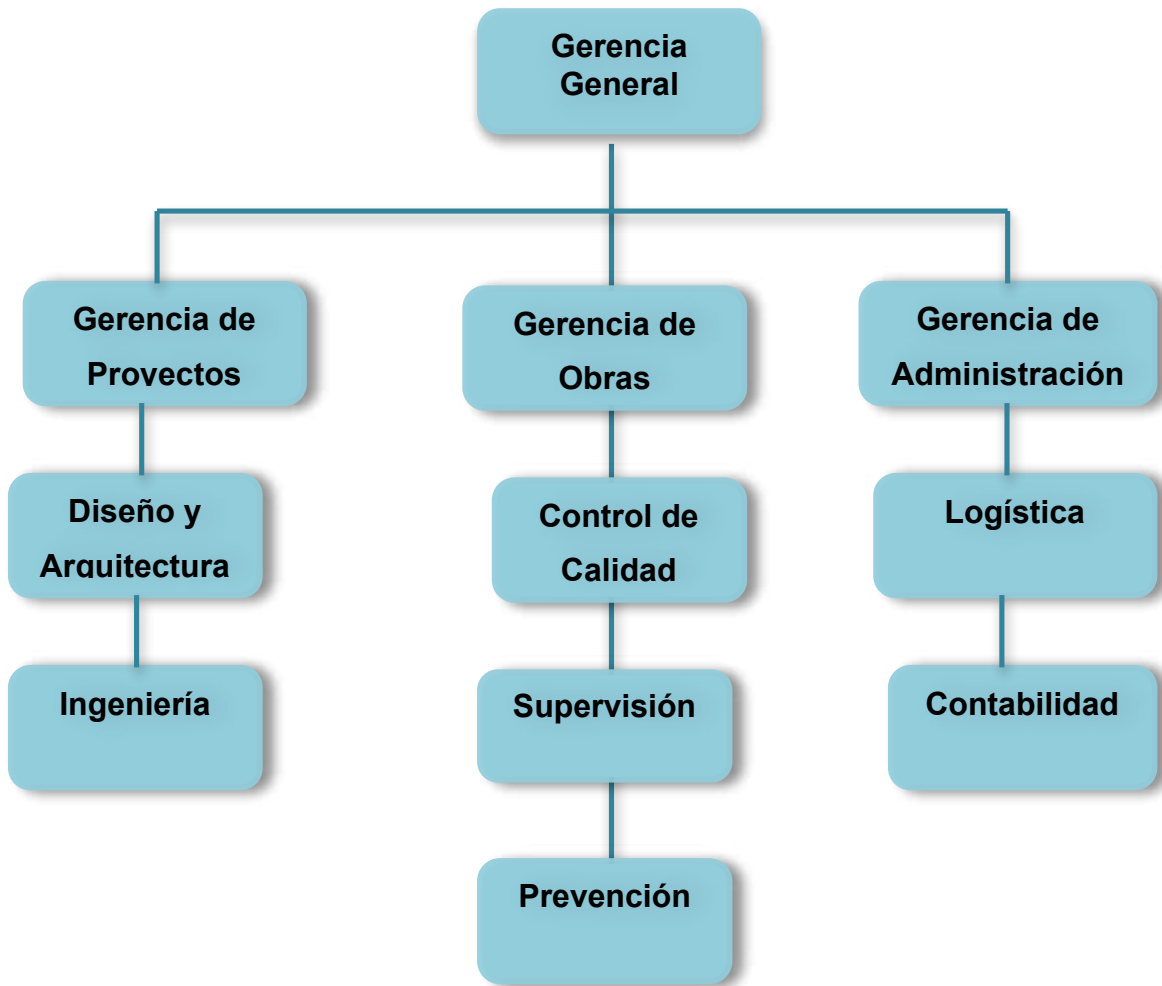 Gerencia
General
Gerencia de
Proyectos
Gerencia de
Obras
Gerencia de
Administración
Diseño y
Arquitectura
Control de
Calidad
Logística
Ingeniería
Supervisión
Contabilidad
Prevención